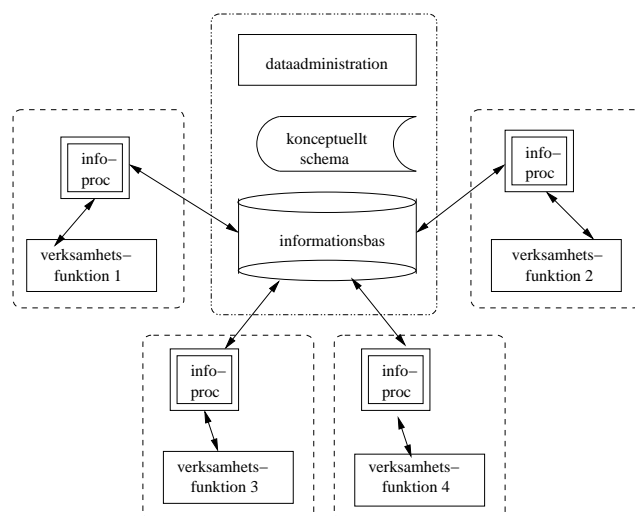 dataadministration
konceptuellt
schema
informationsbas
info–
proc
verksamhets–
funktion 1
info–
proc
verksamhets–
funktion 2
info–
proc
verksamhets–
funktion 3
info–
proc
verksamhets–
funktion 4